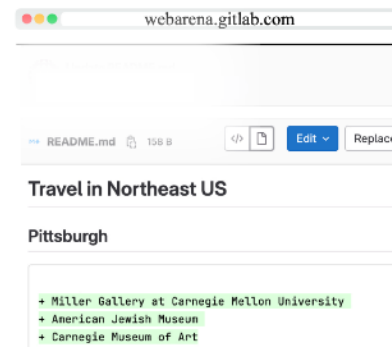 webarena.gitlab.com
README.md 158 B
</> Edit Replace
Travel in Northeast US
Pittsburgh
+ Miller Gallery at Carnegie Mellon University
+ American Jewish Museum
+ Carnegie Museum of Art